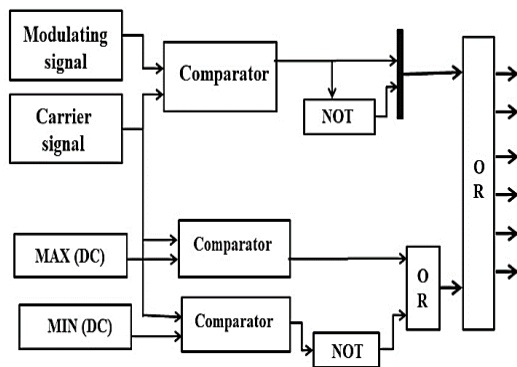 Modulating
signal
Comparator
NOT
Carrier
signal
O
R
MAX (DC)
Comparator
O
R
MIN (DC)
Comparator
NOT